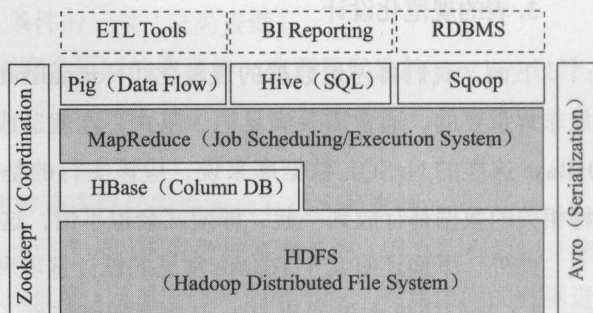 ETL Tools
BI Reporting
RDBMS
Pig（Data Flow）
Hive（SQL）
Sqoop
MapReduce（Job Scheduling/Execution System）
HBase（Column DB）
HDFS
（Hadoop Distributed File System）
Zookeepr（Coordination）
Avro（Serialization）